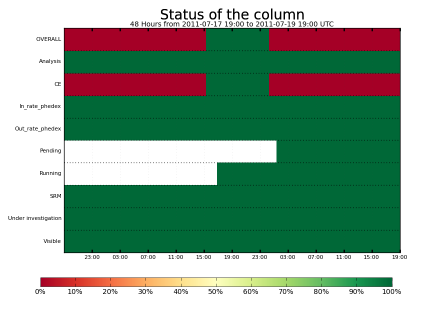 Status of the column
48 Hours from 2011-07-17 19:00 to 2011-07-19 19:00 UTC
OVERALL
Analysis
CE
In_rate_phedex
Out_rate_phedex
Pending
Running
SRM
Under investigation
Visible
23:00 03:00 07:00 11:00 15:00 19:00 23:00 03:00 07:00 11:00 15:00 19:00
0% 10% 20% 30% 40% 50% 60% 70% 80% 90% 100%